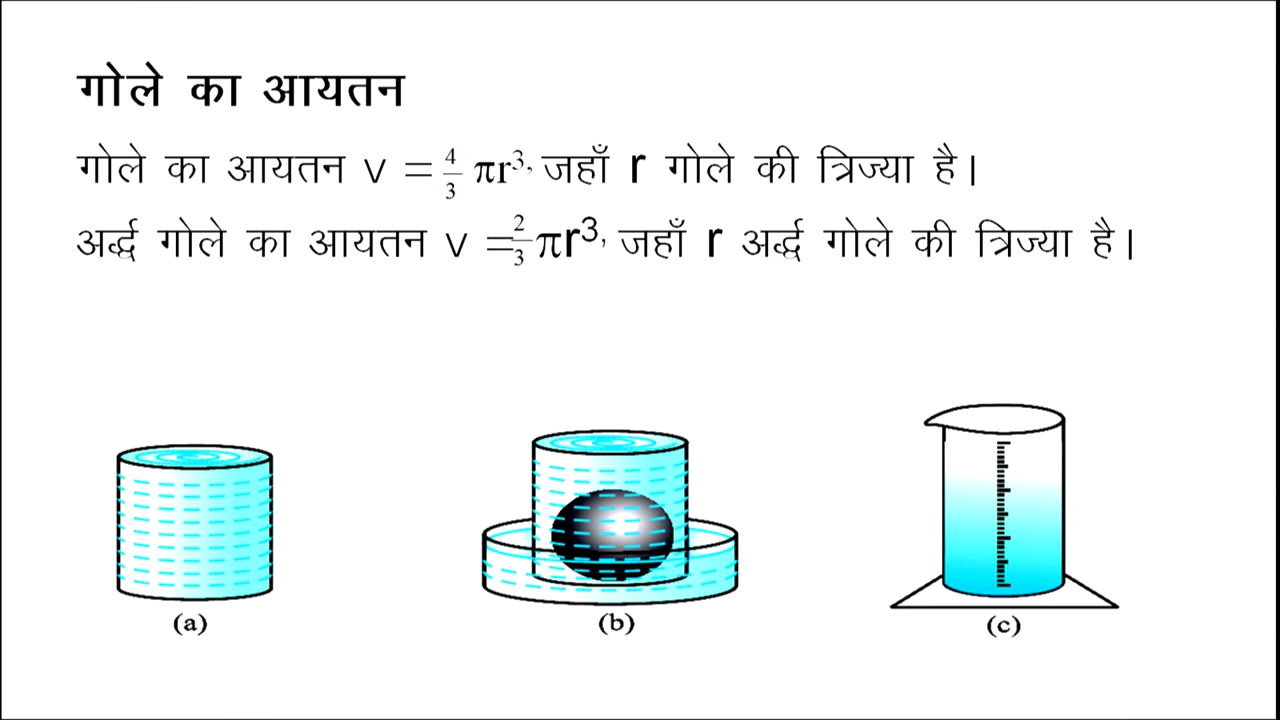 गोले का आयतन
गोले का आयतन v = 4/3 πr³, जहाँ r गोले की त्रिज्या है।
अर्द्ध गोले का आयतन v = 2/3 πr³, जहाँ r अर्द्ध गोले की त्रिज्या है।
(a) (b) (c)